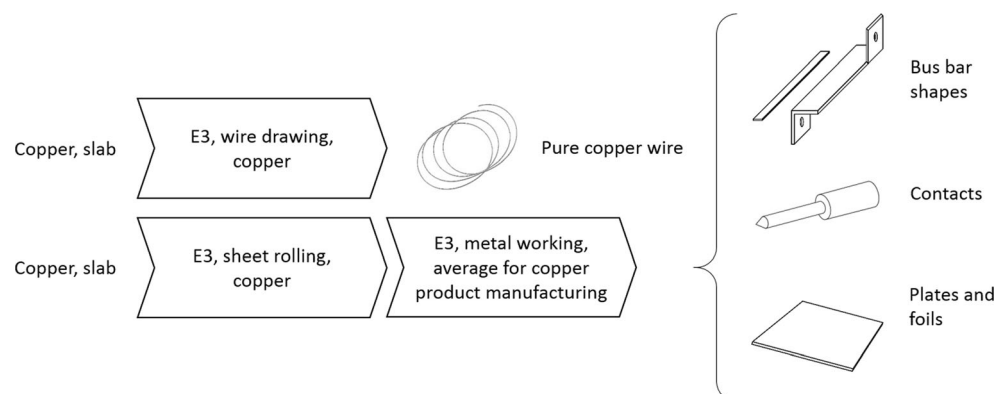 Copper, slab
E3, wire drawing,
copper
Pure copper wire
Copper, slab
E3, sheet rolling,
copper
E3, metal working,
average for copper
product manufacturing
Bus bar
shapes
Contacts
Plates and
foils